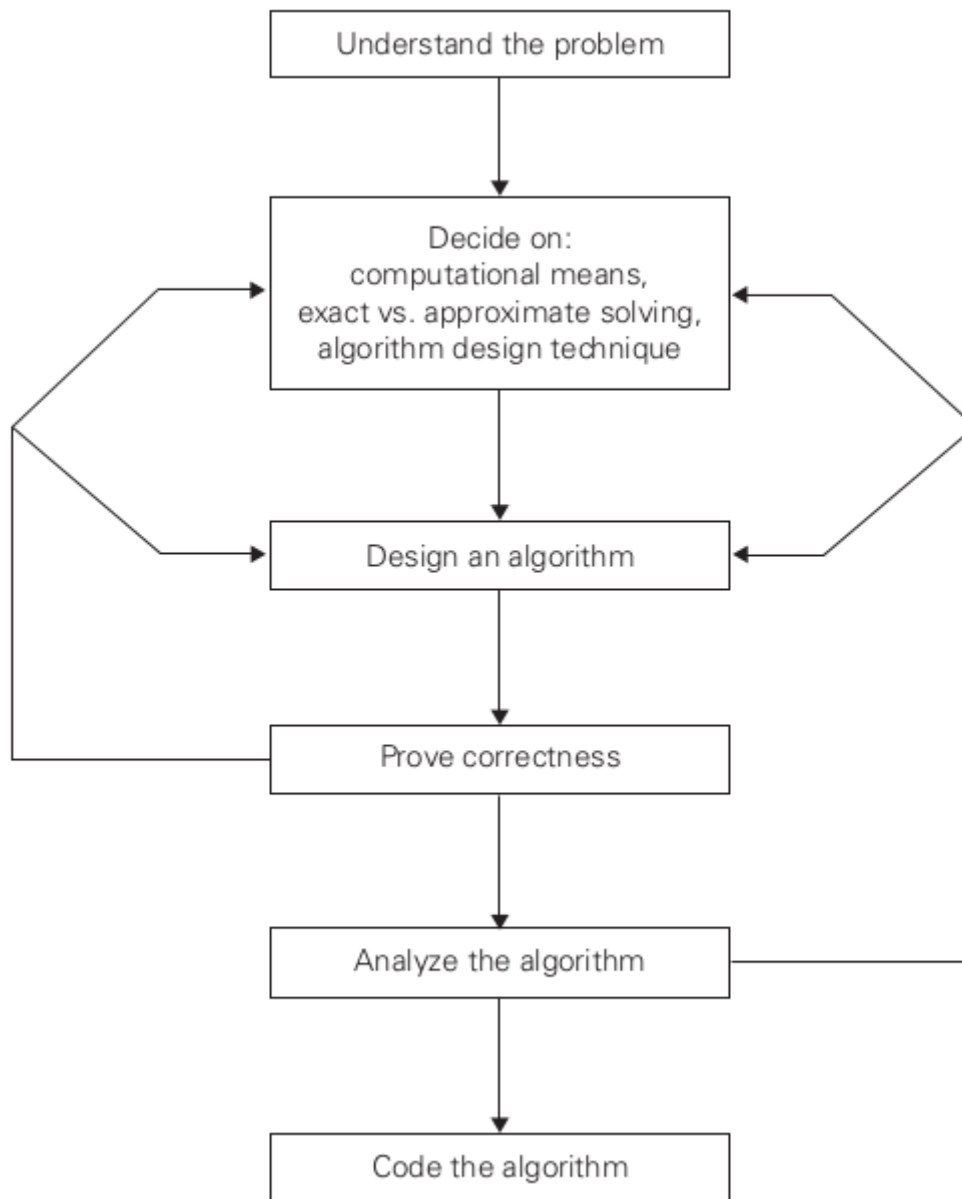 Understand the problem
Decide on:
computational means,
exact vs. approximate solving,
algorithm design technique
Design an algorithm
Prove correctness
Analyze the algorithm
Code the algorithm